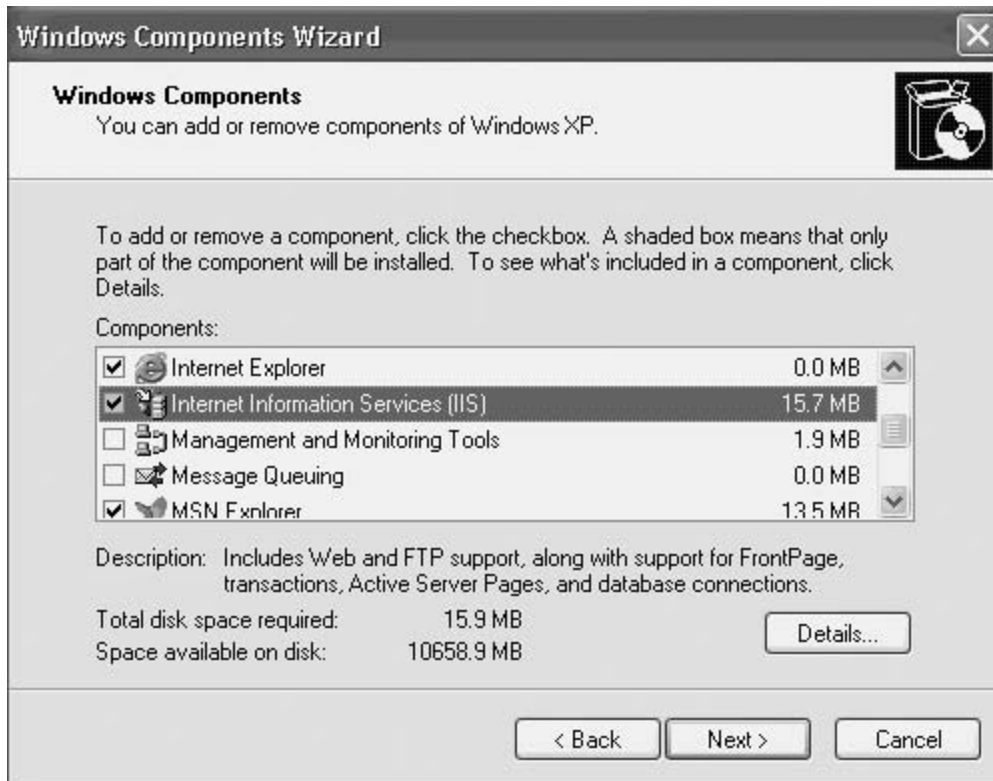 Windows Components Wizard
Windows Components
You can add or remove components of Windows XP.
To add or remove a component, click the checkbox. A shaded box means that only
part of the component will be installed. To see what's included in a component, click
Details.
Components:
Internet Explorer 0.0 MB
Internet Information Services (IIS) 15.7 MB
Management and Monitoring Tools 1.9 MB
Message Queuing 0.0 MB
MSN Explorer 13.5 MB
Description: Includes Web and FTP support, along with support for FrontPage,
transactions, Active Server Pages, and database connections.
Total disk space required: 15.9 MB
Space available on disk: 10658.9 MB
Details...
< Back Next > Cancel